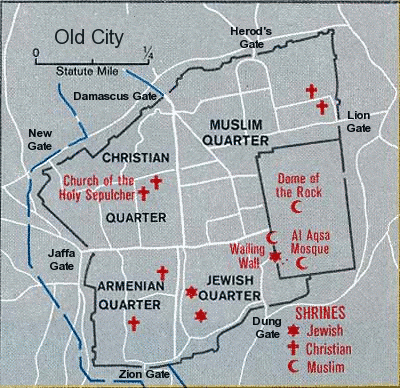 Old City
0 1/4
Statute Mile
Herod's
Gate
Damascus Gate
New
Gate
Lion
Gate
MUSLIM
QUARTER
CHRISTIAN
Church of the
Holy Sepulcher
QUARTER
Dome of
the Rock
Jaffa
Gate
Wailing
Wall
Al Aqsa
Mosque
ARMENIAN
QUARTER
JEWISH
QUARTER
Dung
Gate
Zion Gate
SHRINES
Jewish
Christian
Muslim